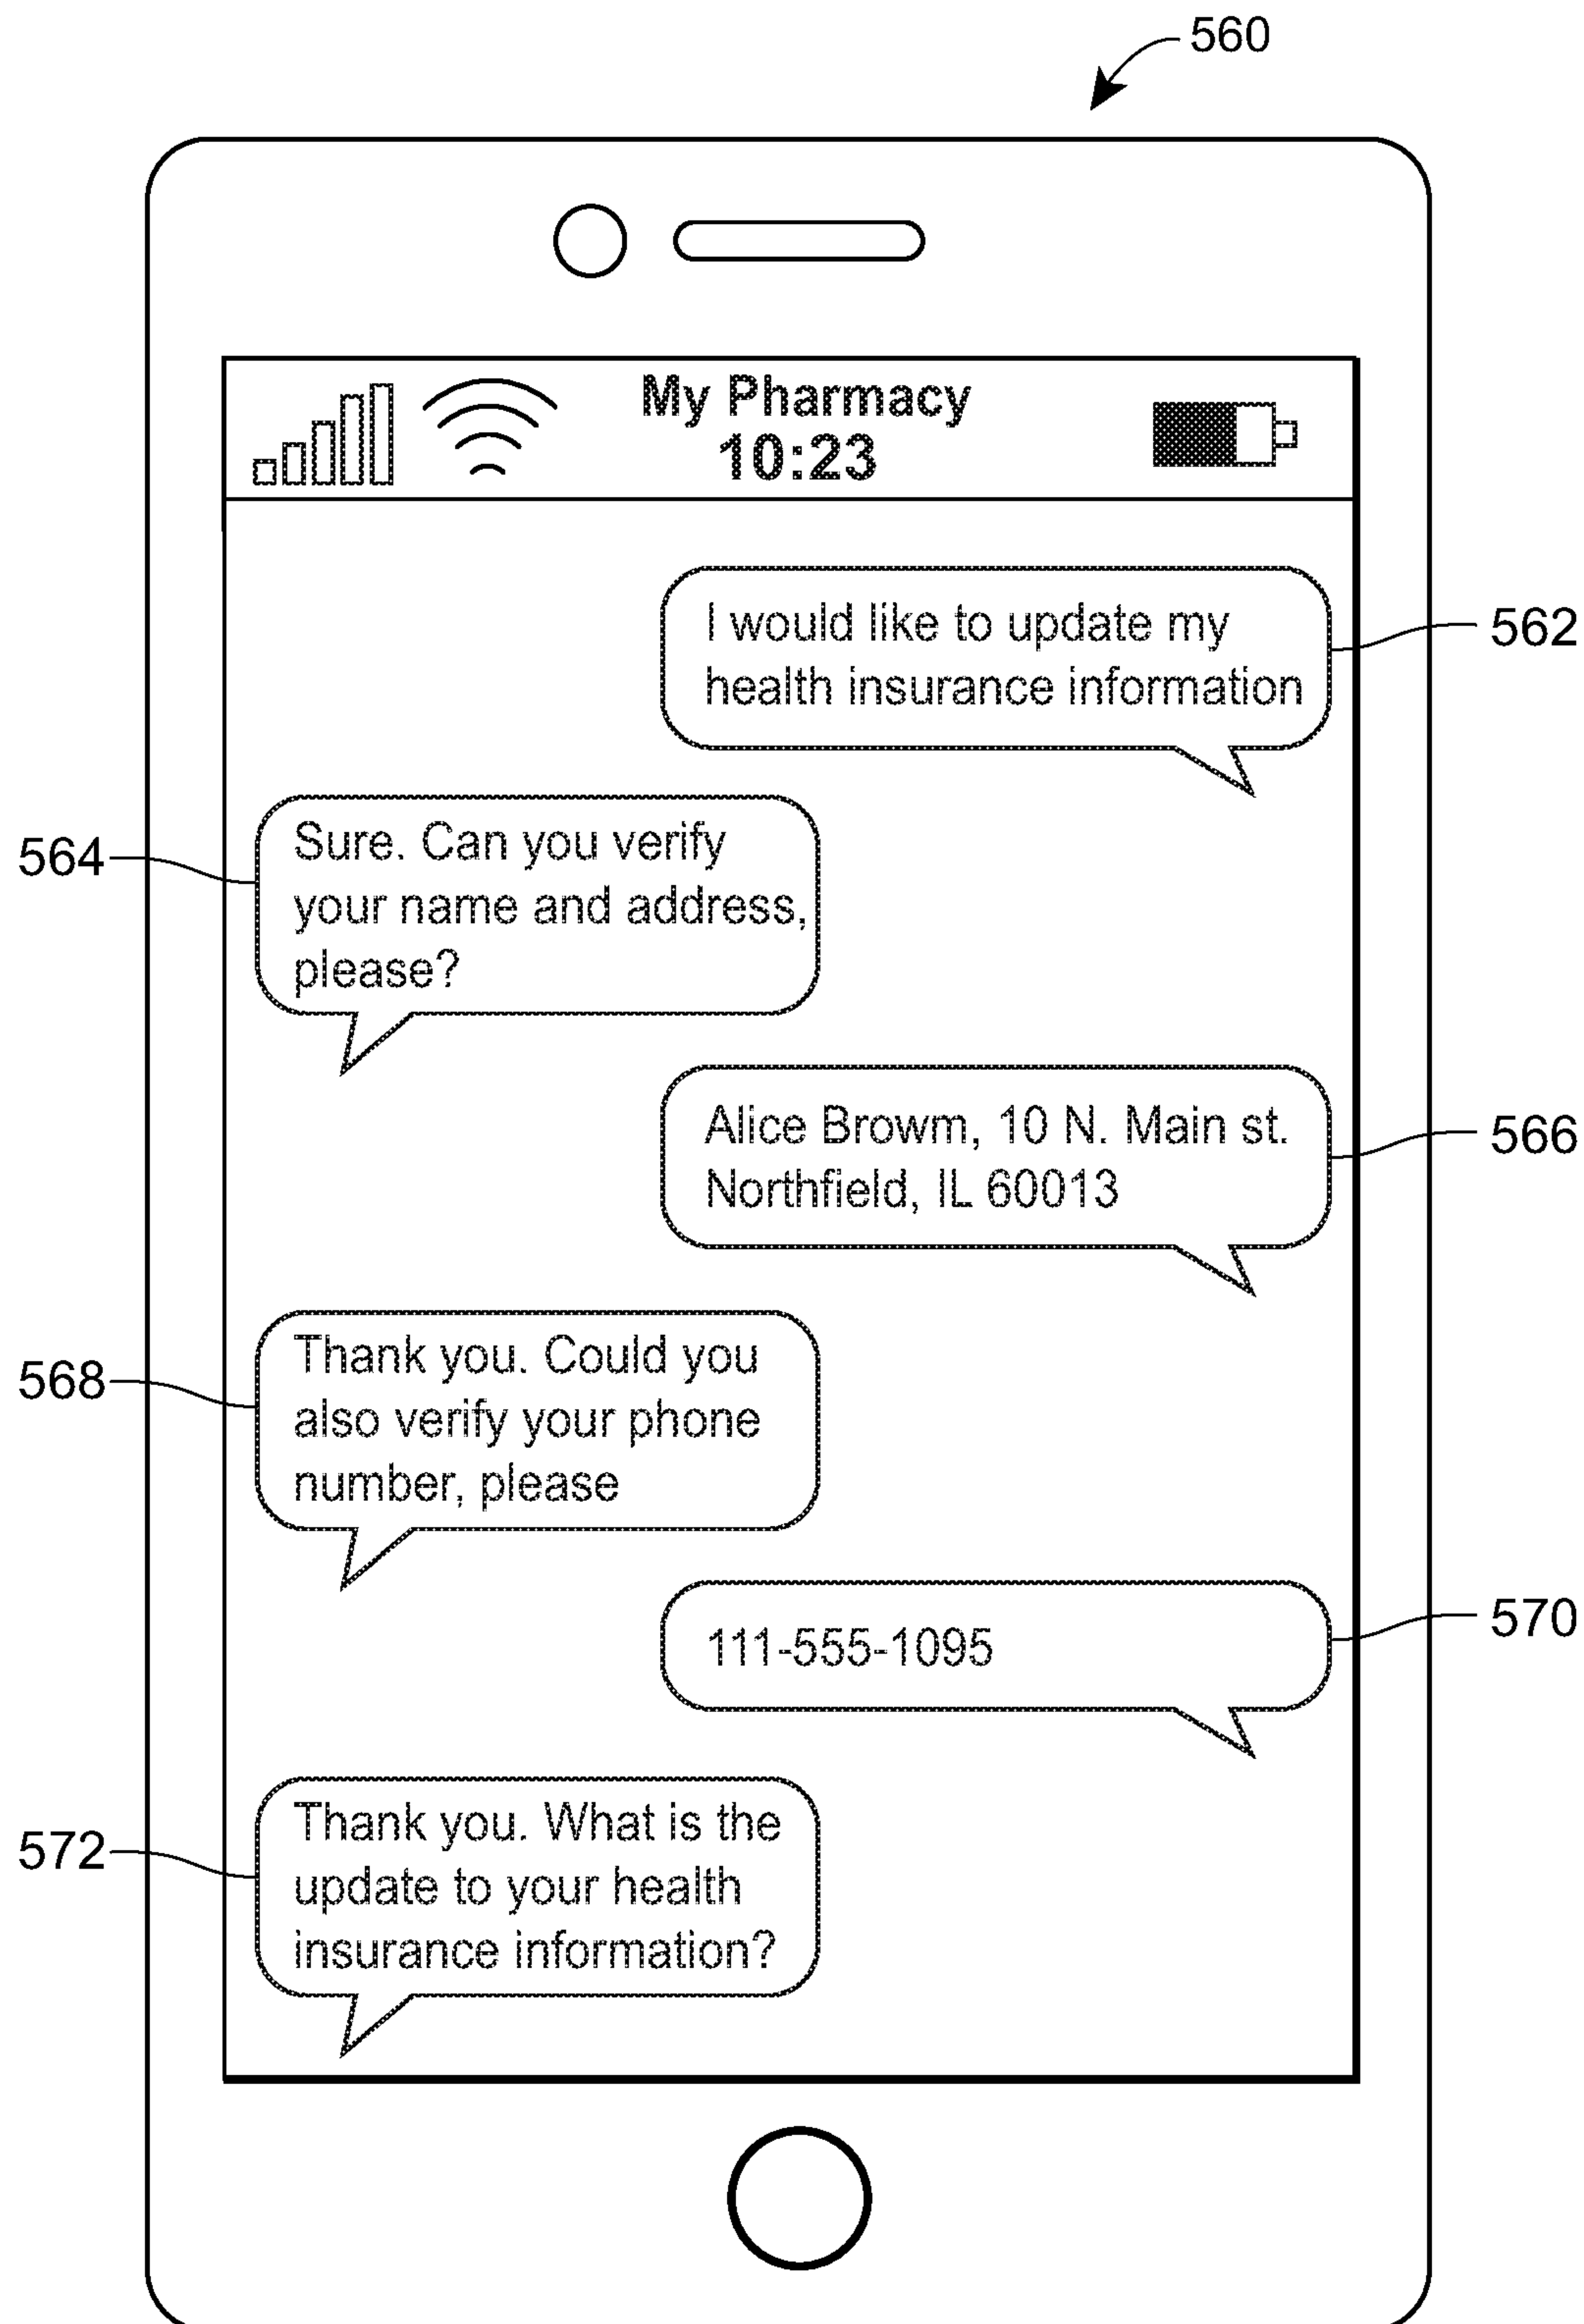 560
My Pharmacy
10:23
I would like to update my
health insurance information
562
564
Sure. Can you verify
your name and address,
please?
Alice Browm, 10 N. Main st.
Northfield, IL 60013
566
568
Thank you. Could you
also verify your phone
number, please
111-555-1095
570
572
Thank you. What is the
update to your health
insurance information?